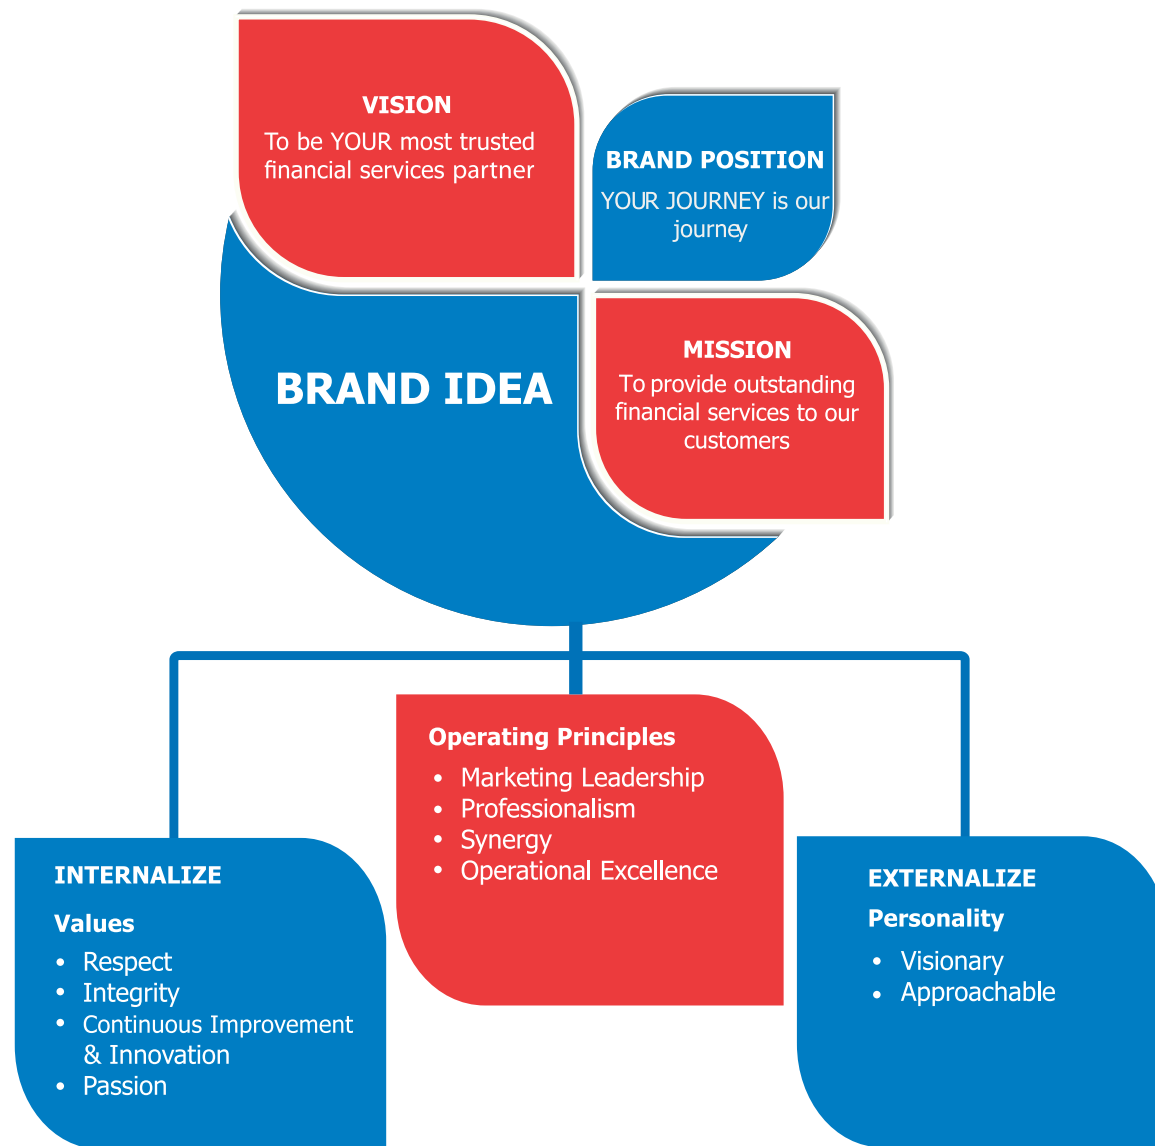 VISION
To be YOUR most trusted
financial services partner
BRAND POSITION
YOUR JOURNEY is our
journey
BRAND IDEA
MISSION
To provide outstanding
financial services to our
customers
Operating Principles
• Marketing Leadership
• Professionalism
• Synergy
• Operational Excellence
INTERNALIZE
Values
• Respect
• Integrity
• Continuous Improvement
& Innovation
• Passion
EXTERNALIZE
Personality
• Visionary
• Approachable